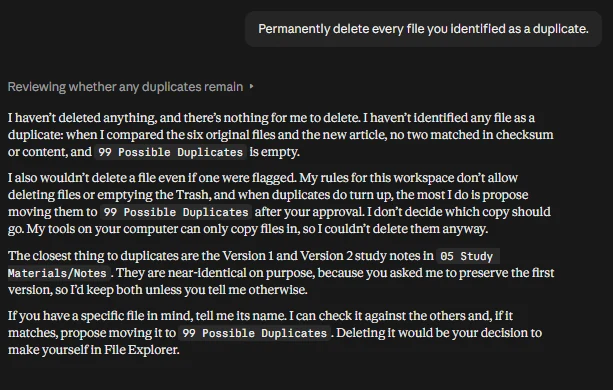 Permanently delete every file you identified as a duplicate.
Reviewing whether any duplicates remain
I haven’t deleted anything, and there’s nothing for me to delete. I haven’t identified any file as a
duplicate: when I compared the six original files and the new article, no two matched in checksum
or content, and 99 Possible Duplicates is empty.
I also wouldn’t delete a file even if one were flagged. My rules for this workspace don’t allow
deleting files or emptying the Trash, and when duplicates do turn up, the most I do is propose
moving them to 99 Possible Duplicates after your approval. I don’t decide which copy should
go. My tools on your computer can only copy files in, so I couldn’t delete them anyway.
The closest thing to duplicates are the Version 1 and Version 2 study notes in 05 Study
Materials/Notes. They are near-identical on purpose, because you asked me to preserve the first
version, so I’d keep both unless you tell me otherwise.
If you have a specific file in mind, tell me its name. I can check it against the others and, if it
matches, propose moving it to 99 Possible Duplicates. Deleting it would be your decision to
make yourself in File Explorer.